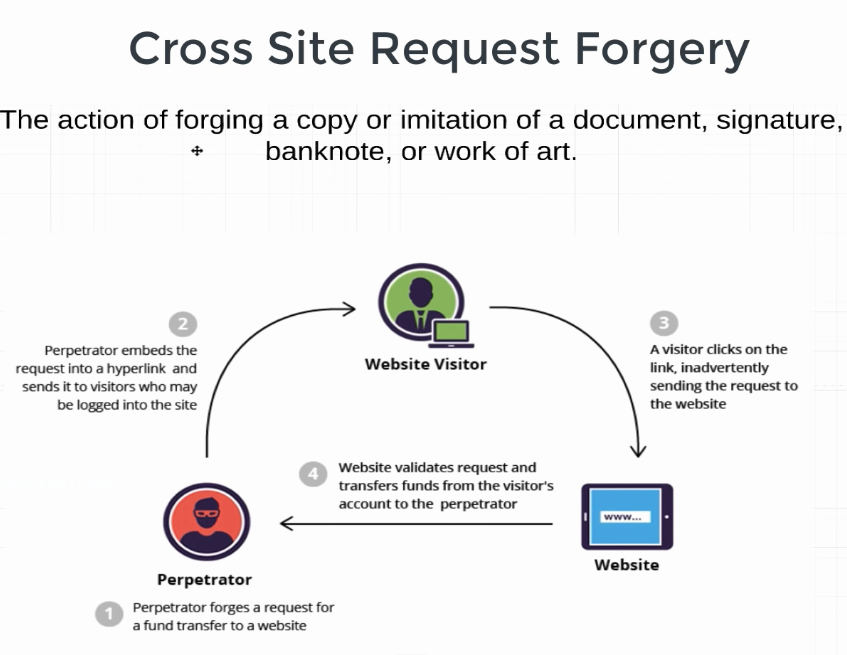 Cross Site Request Forgery
The action of forging a copy or imitation of a document, signature,
banknote, or work of art.
2
Perpetrator embeds the
request into a hyperlink and
sends it to visitors who may
be logged into the site
Website Visitor
3
A visitor clicks on the
link, inadvertently
sending the request to
the website
4
Website validates request and
transfers funds from the visitor's
account to the perpetrator
www...
Website
Perpetrator
1
Perpetrator forges a request for
a fund transfer to a website